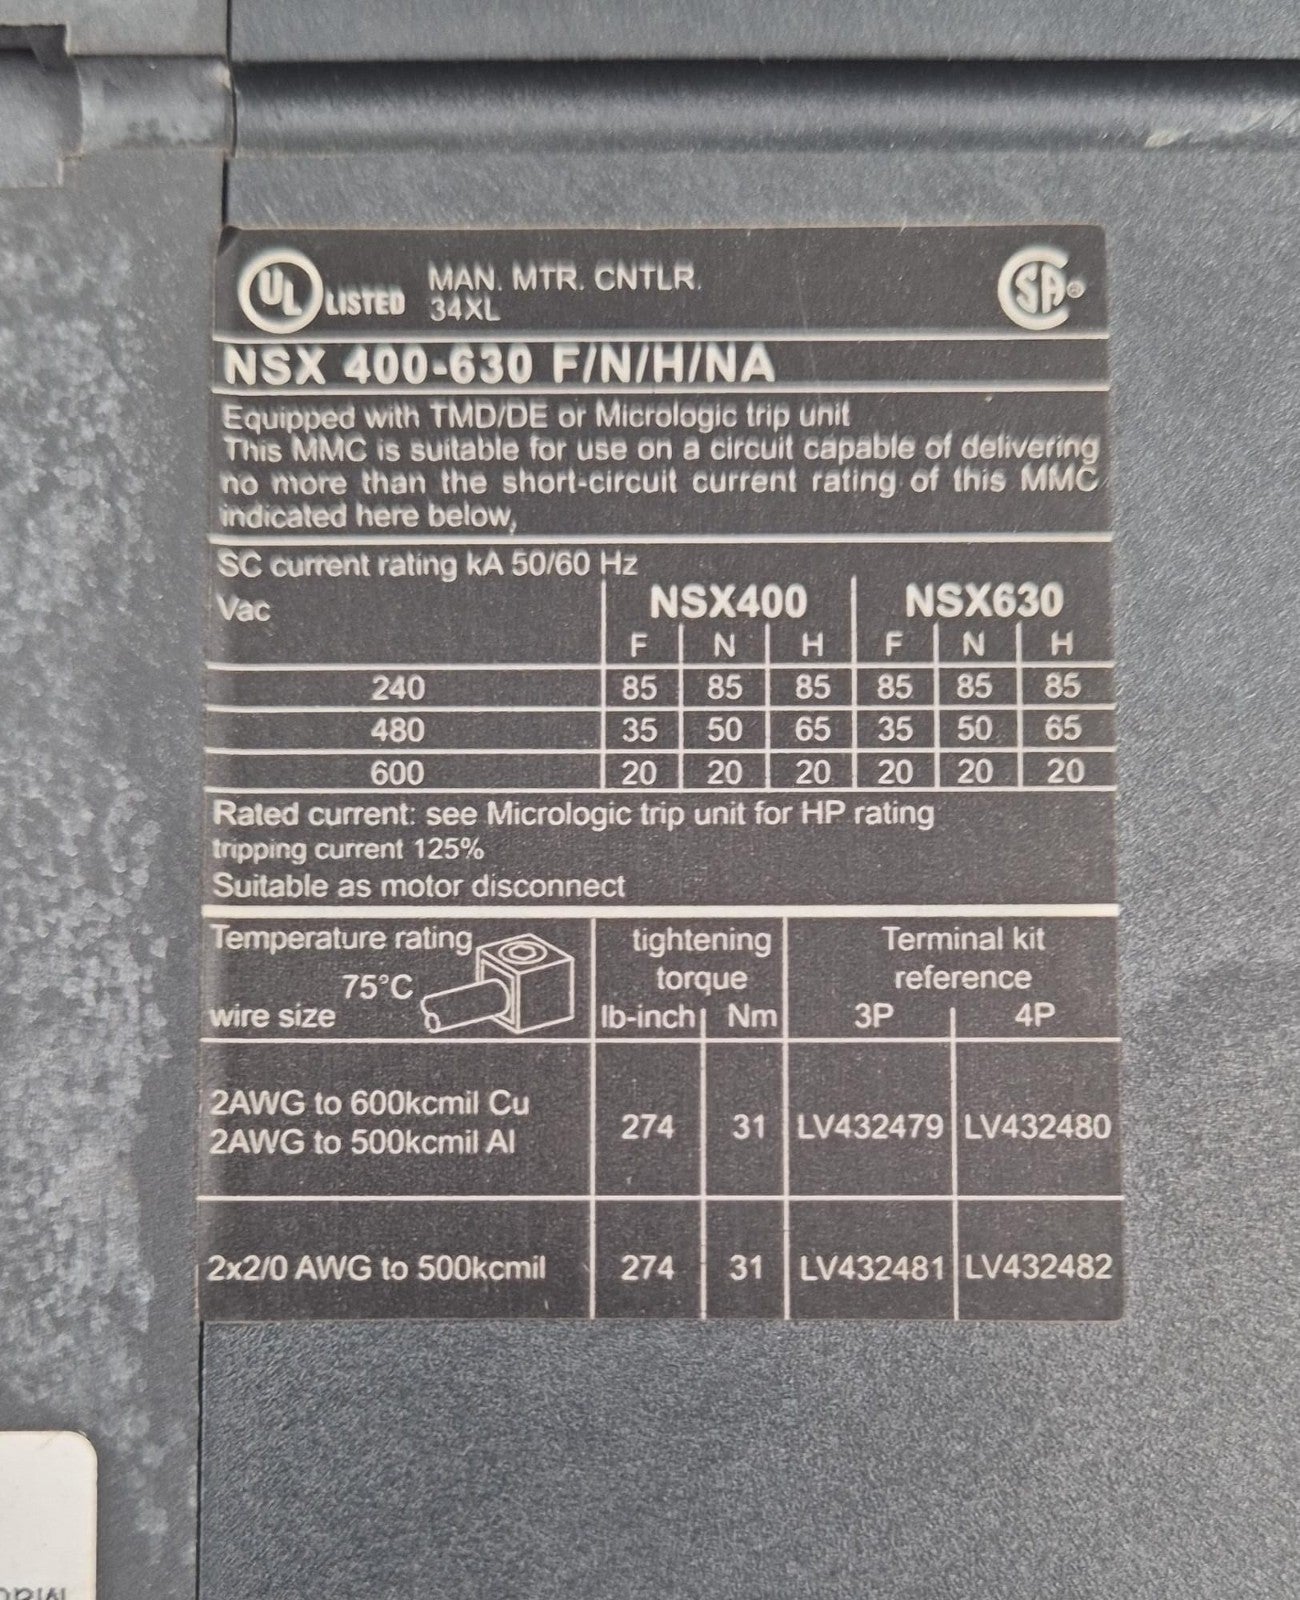 UL LISTED MAN. MTR. CNTLR.
34XL
SA
NSX 400-630 F/N/H/NA
Equipped with TMD/DE or Micrologic trip unit
This MMC is suitable for use on a circuit capable of delivering
no more than the short-circuit current rating of this MMC
indicated here below,
SC current rating kA 50/60 Hz
Vac NSX400 NSX630
F N H F N H
240 85 85 85 85 85 85
480 35 50 65 35 50 65
600 20 20 20 20 20 20
Rated current: see Micrologic trip unit for HP rating
tripping current 125%
Suitable as motor disconnect
Temperature rating tightening Terminal kit
75°C torque reference
wire size lb-inch Nm 3P 4P
2AWG to 600kcmil Cu
2AWG to 500kcmil Al 274 31 LV432479 LV432480
2x2/0 AWG to 500kcmil 274 31 LV432481 LV432482